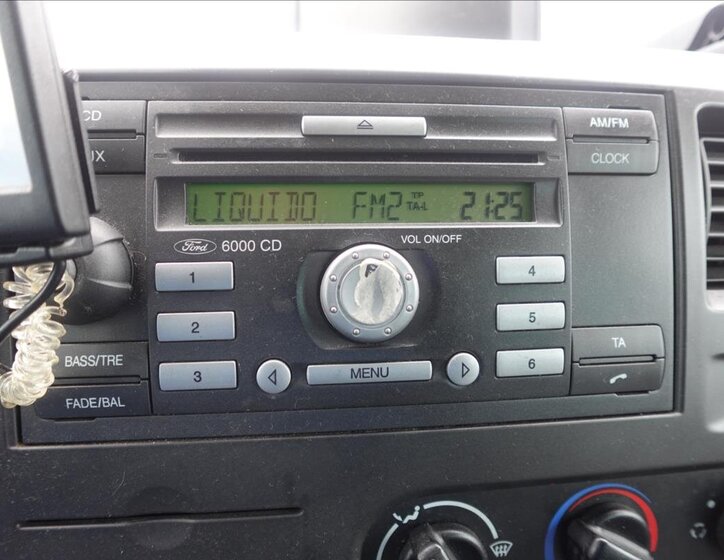 CD
AM/FM
UX
CLOCK
LIQUIDO FM2 TP TA-L 21:25
Ford 6000 CD
VOL ON/OFF
1
4
2
5
BASS/TRE
3
MENU
6
TA
FADE/BAL